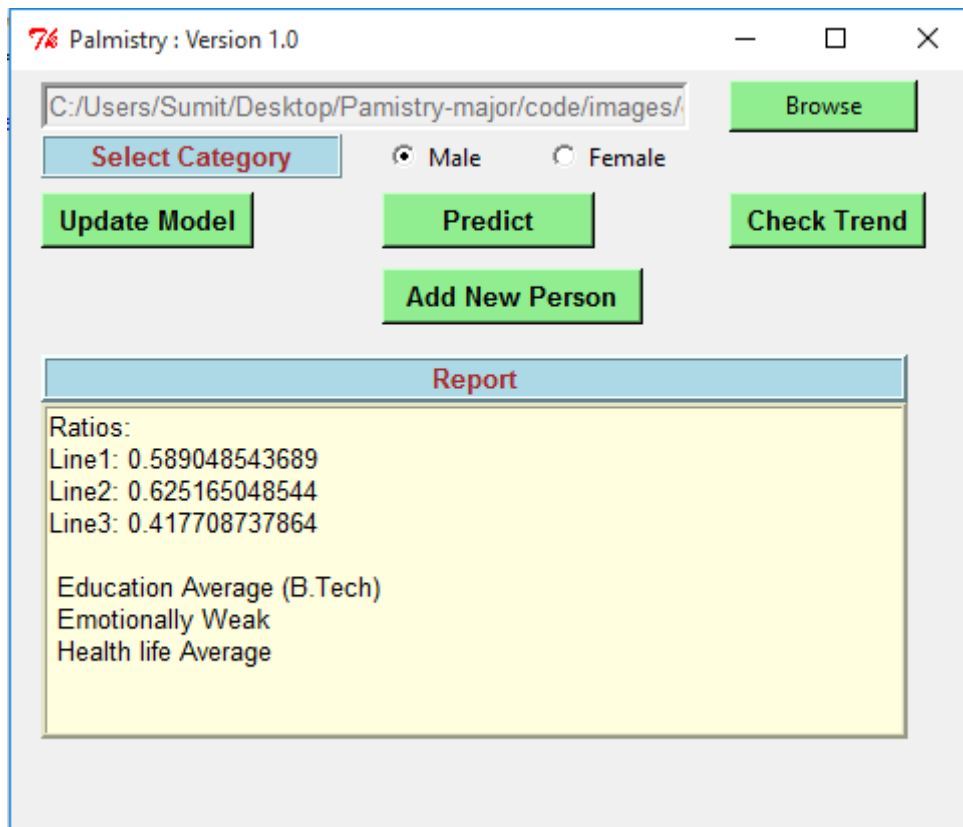 Palmistry : Version 1.0
C:/Users/Sumit/Desktop/Pamistry-major/code/images/
Browse
Select Category
Male
Female
Update Model
Predict
Check Trend
Add New Person
Report
Ratios:
Line1: 0.589048543689
Line2: 0.625165048544
Line3: 0.417708737864
Education Average (B.Tech)
Emotionally Weak
Health life Average